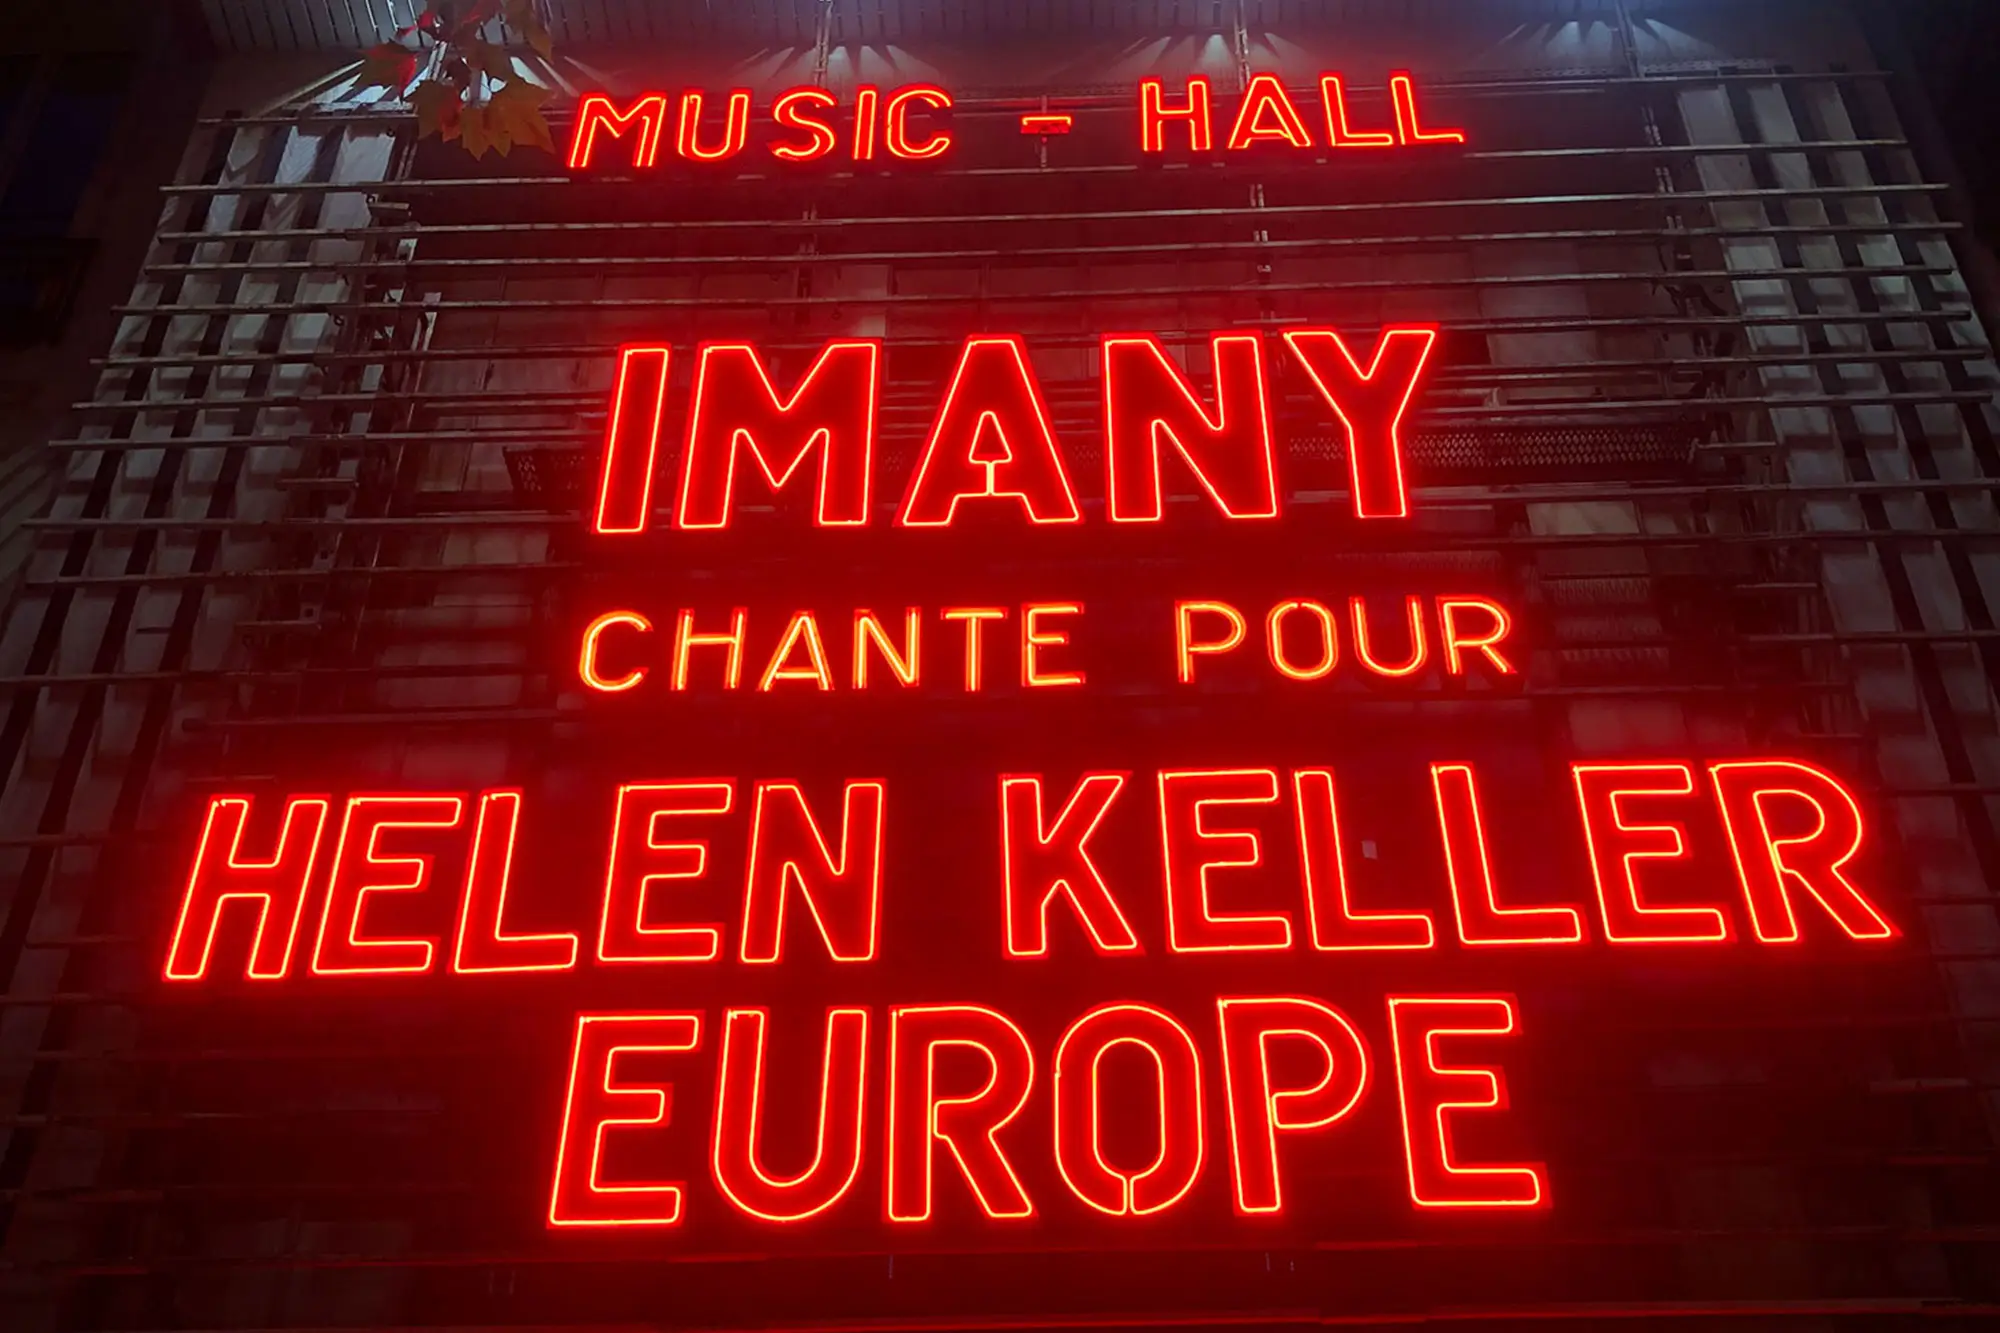 MUSIC - HALL
IMANY
CHANTE POUR
HELEN KELLER
EUROPE